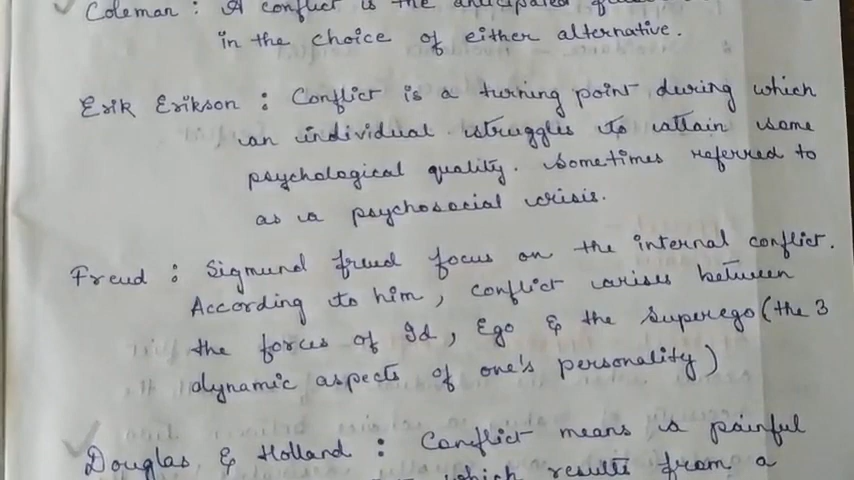 Coleman : A conflict is the anticipated
in the choice of either alternative.
Erik Erikson : Conflict is a turning point during which
an individual struggles to attain some
psychological quality. Sometimes referred to
as a psychosocial crisis.
Freud : Sigmund freud focus on the internal conflict.
According to him, conflict arises between
the forces of Id, Ego & the Superego (the 3
dynamic aspects of one's personality)
Douglas & Holland : Conflict means a painful
which results from a